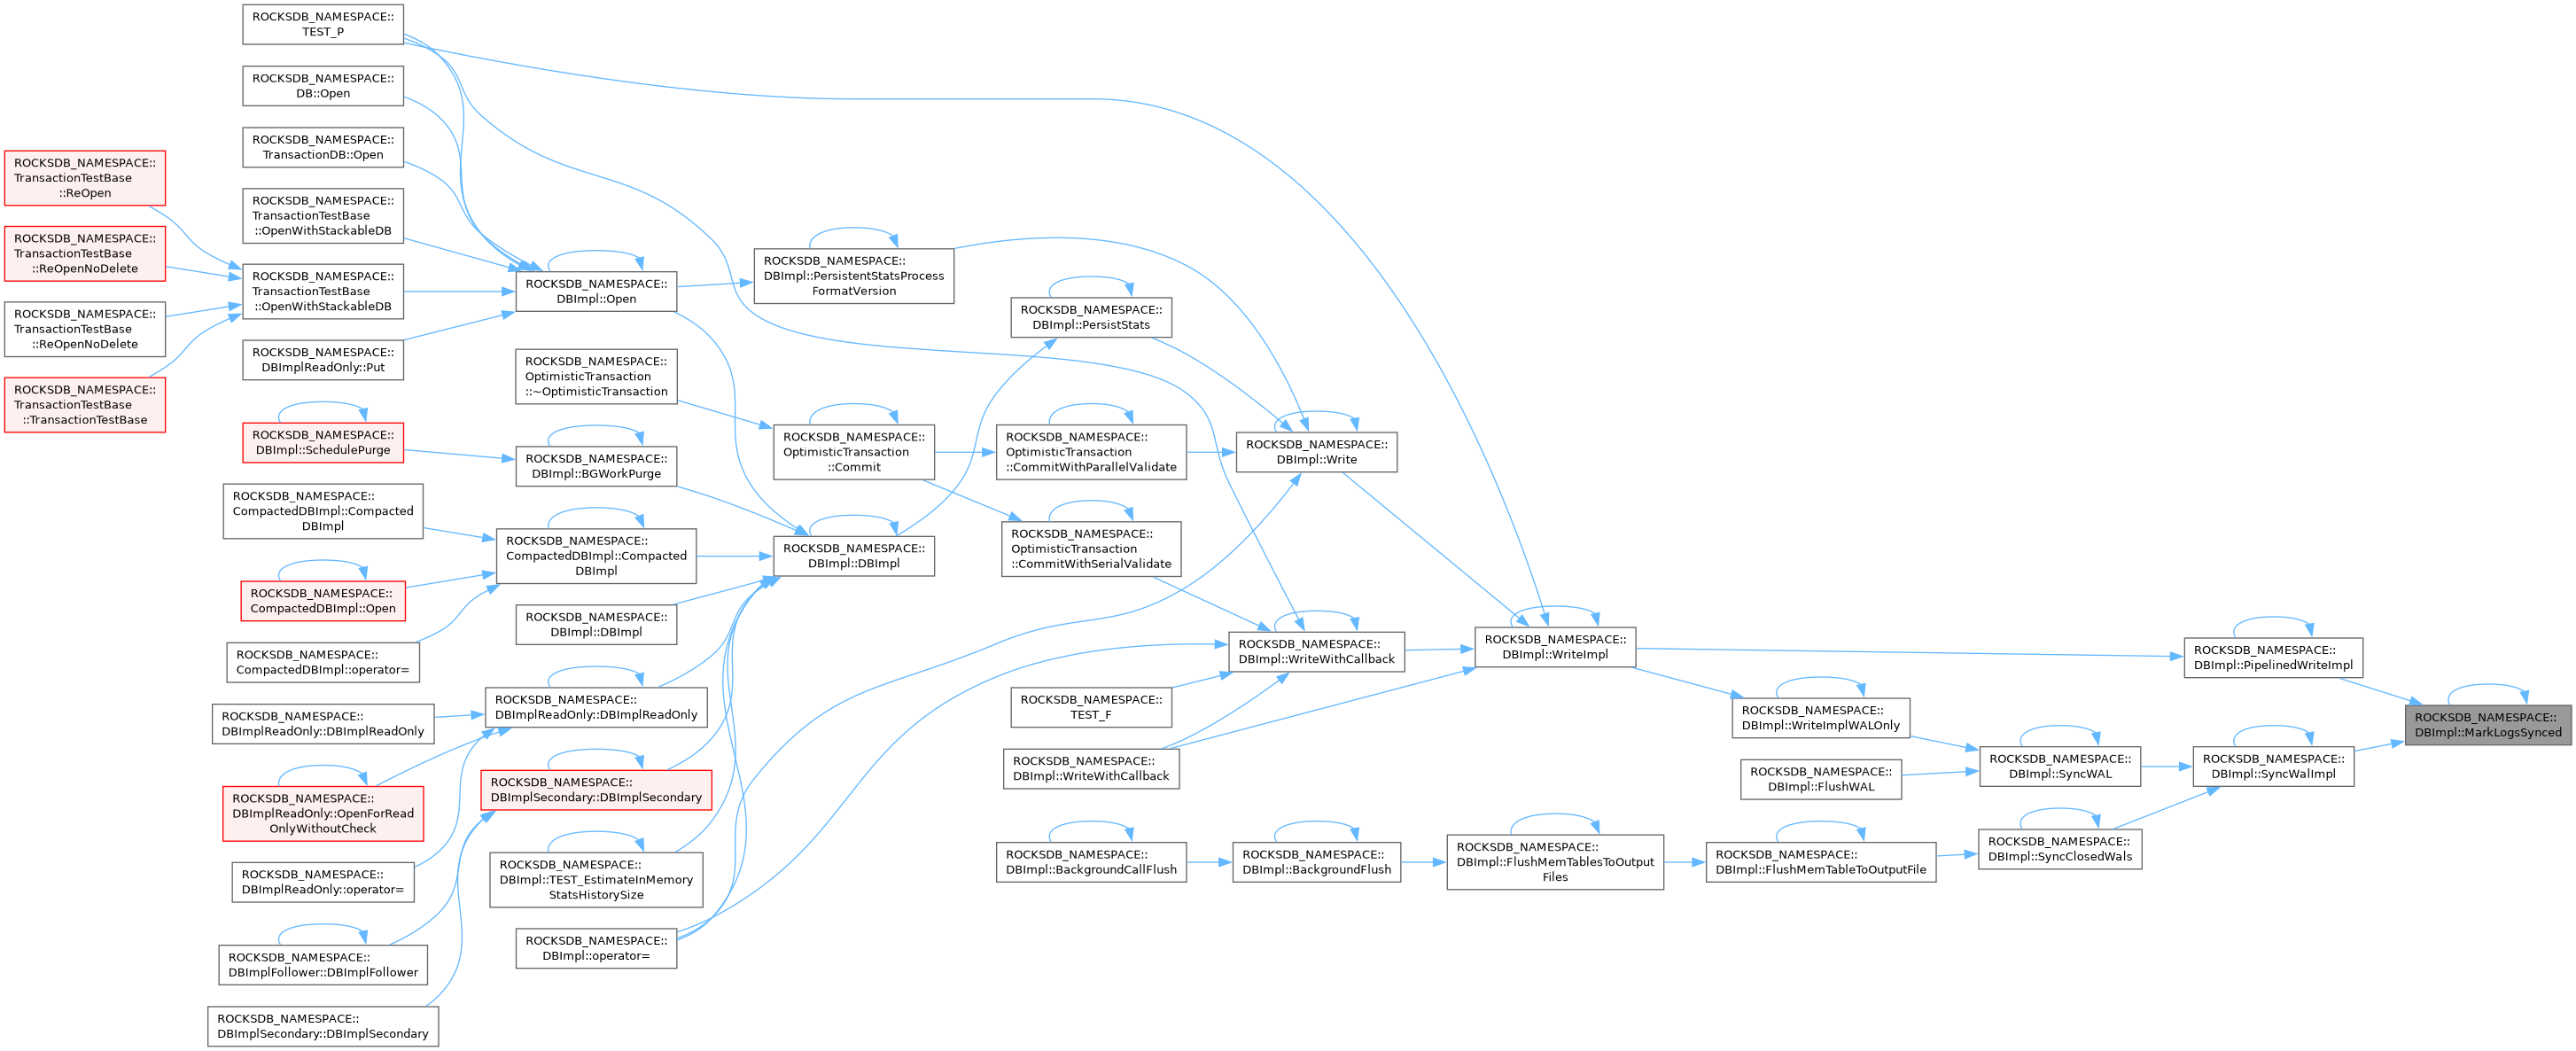 ROCKSDB_NAMESPACE::
TEST_P
ROCKSDB_NAMESPACE::
DB::Open
ROCKSDB_NAMESPACE::
TransactionDB::Open
ROCKSDB_NAMESPACE::
TransactionTestBase
::ReOpen
ROCKSDB_NAMESPACE::
TransactionTestBase
::OpenWithStackableDB
ROCKSDB_NAMESPACE::
TransactionTestBase
::ReOpenNoDelete
ROCKSDB_NAMESPACE::
TransactionTestBase
::OpenWithStackableDB
ROCKSDB_NAMESPACE::
DBImpl::Open
ROCKSDB_NAMESPACE::
DBImpl::PersistentStatsProcess
FormatVersion
ROCKSDB_NAMESPACE::
DBImpl::PersistStats
ROCKSDB_NAMESPACE::
TransactionTestBase
::ReOpenNoDelete
ROCKSDB_NAMESPACE::
DBImplReadOnly::Put
ROCKSDB_NAMESPACE::
OptimisticTransaction
::~OptimisticTransaction
ROCKSDB_NAMESPACE::
TransactionTestBase
::TransactionTestBase
ROCKSDB_NAMESPACE::
DBImpl::SchedulePurge
ROCKSDB_NAMESPACE::
DBImpl::BGWorkPurge
ROCKSDB_NAMESPACE::
OptimisticTransaction
::Commit
ROCKSDB_NAMESPACE::
OptimisticTransaction
::CommitWithParallelValidate
ROCKSDB_NAMESPACE::
DBImpl::Write
ROCKSDB_NAMESPACE::
CompactedDBImpl::Compacted
DBImpl
ROCKSDB_NAMESPACE::
CompactedDBImpl::Compacted
DBImpl
ROCKSDB_NAMESPACE::
DBImpl::DBImpl
ROCKSDB_NAMESPACE::
OptimisticTransaction
::CommitWithSerialValidate
ROCKSDB_NAMESPACE::
CompactedDBImpl::Open
ROCKSDB_NAMESPACE::
DBImpl::DBImpl
ROCKSDB_NAMESPACE::
CompactedDBImpl::operator=
ROCKSDB_NAMESPACE::
DBImpl::WriteWithCallback
ROCKSDB_NAMESPACE::
DBImpl::WriteImpl
ROCKSDB_NAMESPACE::
DBImpl::PipelinedWriteImpl
ROCKSDB_NAMESPACE::
DBImplReadOnly::DBImplReadOnly
ROCKSDB_NAMESPACE::
DBImplReadOnly::DBImplReadOnly
ROCKSDB_NAMESPACE::
TEST_F
ROCKSDB_NAMESPACE::
DBImpl::WriteImplWALOnly
ROCKSDB_NAMESPACE::
DBImpl::MarkLogsSynced
ROCKSDB_NAMESPACE::
DBImpl::WriteWithCallback
ROCKSDB_NAMESPACE::
DBImpl::FlushWAL
ROCKSDB_NAMESPACE::
DBImpl::SyncWAL
ROCKSDB_NAMESPACE::
DBImpl::SyncWalImpl
ROCKSDB_NAMESPACE::
DBImplReadOnly::OpenForRead
OnlyWithoutCheck
ROCKSDB_NAMESPACE::
DBImplSecondary::DBImplSecondary
ROCKSDB_NAMESPACE::
DBImplReadOnly::operator=
ROCKSDB_NAMESPACE::
DBImpl::TEST_EstimateInMemory
StatsHistorySize
ROCKSDB_NAMESPACE::
DBImpl::BackgroundCallFlush
ROCKSDB_NAMESPACE::
DBImpl::BackgroundFlush
ROCKSDB_NAMESPACE::
DBImpl::FlushMemTablesToOutput
Files
ROCKSDB_NAMESPACE::
DBImpl::FlushMemTableToOutputFile
ROCKSDB_NAMESPACE::
DBImpl::SyncClosedWals
ROCKSDB_NAMESPACE::
DBImplFollower::DBImplFollower
ROCKSDB_NAMESPACE::
DBImpl::operator=
ROCKSDB_NAMESPACE::
DBImplSecondary::DBImplSecondary